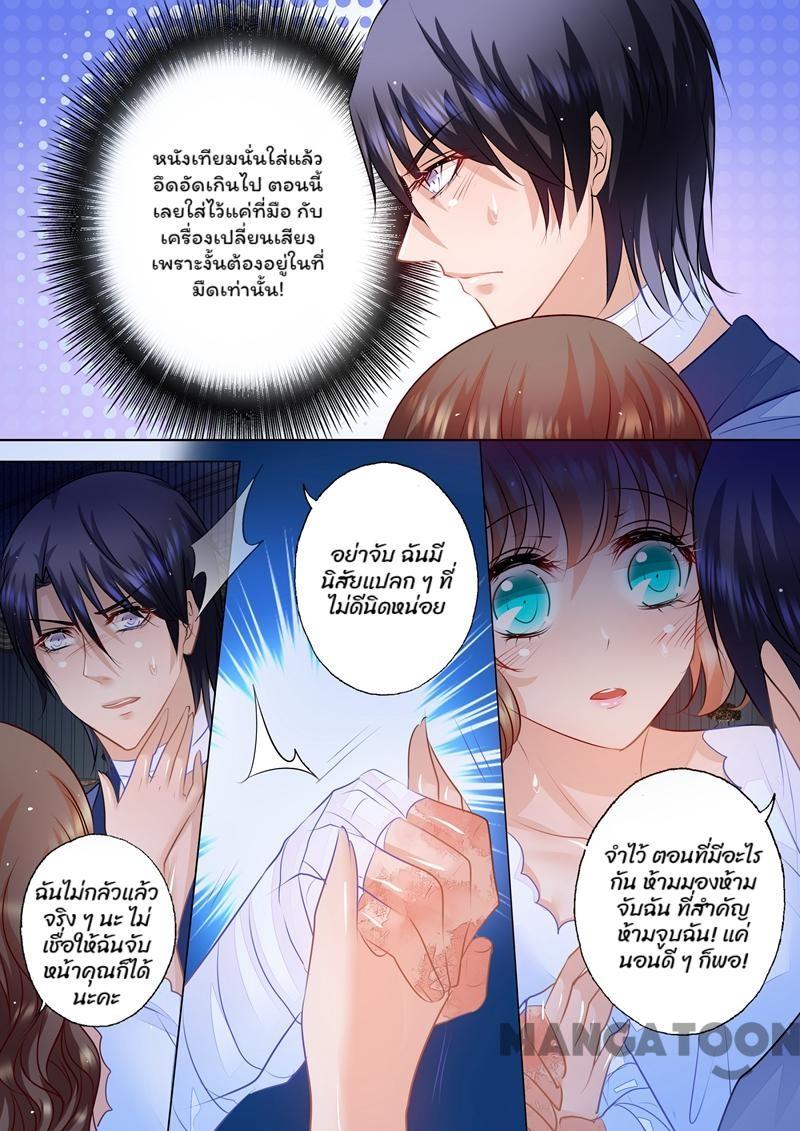 หนังเทียมนั่นใส่แล้ว
อึดอัดเกินไป ตอนนี้
เลยใส่ไว้แค่ที่มือ กับ
เครื่องเปลี่ยนเสียง
เพราะงั้นต้องอยู่ในที่
มืดเท่านั้น!
ฉันไม่กลัวแล้ว
จริง ๆ นะ ไม่
เชื่อให้ฉันจับ
หน้าคุณก็ได้
นะคะ
อย่าจับ ฉันมี
นิสัยแปลก ๆ ที่
ไม่ดีนิดหน่อย
จำไว้ ตอนที่มีอะไร
กัน ห้ามมองห้าม
จับฉัน ที่สำคัญ
ห้ามจูบฉัน! แค่
นอนดี ๆ ก็พอ!
MANGATOON